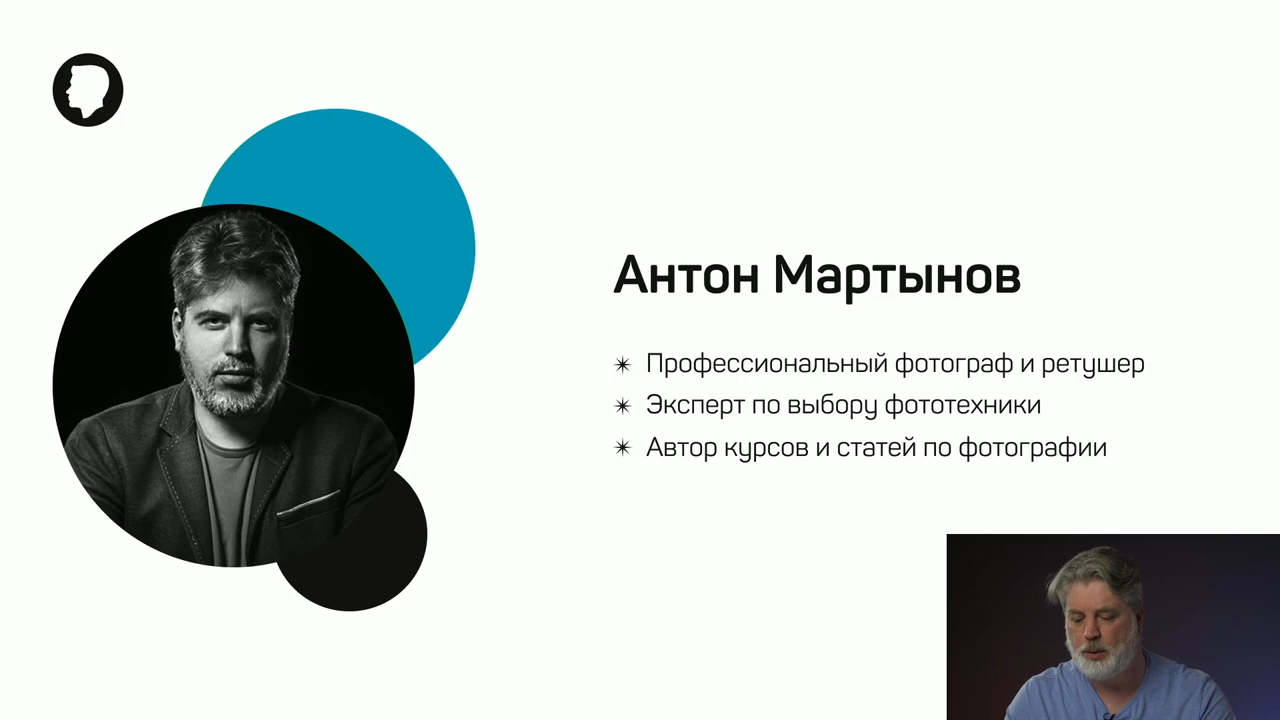 Антон Мартынов
Профессиональный фотограф и ретушер
Эксперт по выбору фототехники
Автор курсов и статей по фотографии